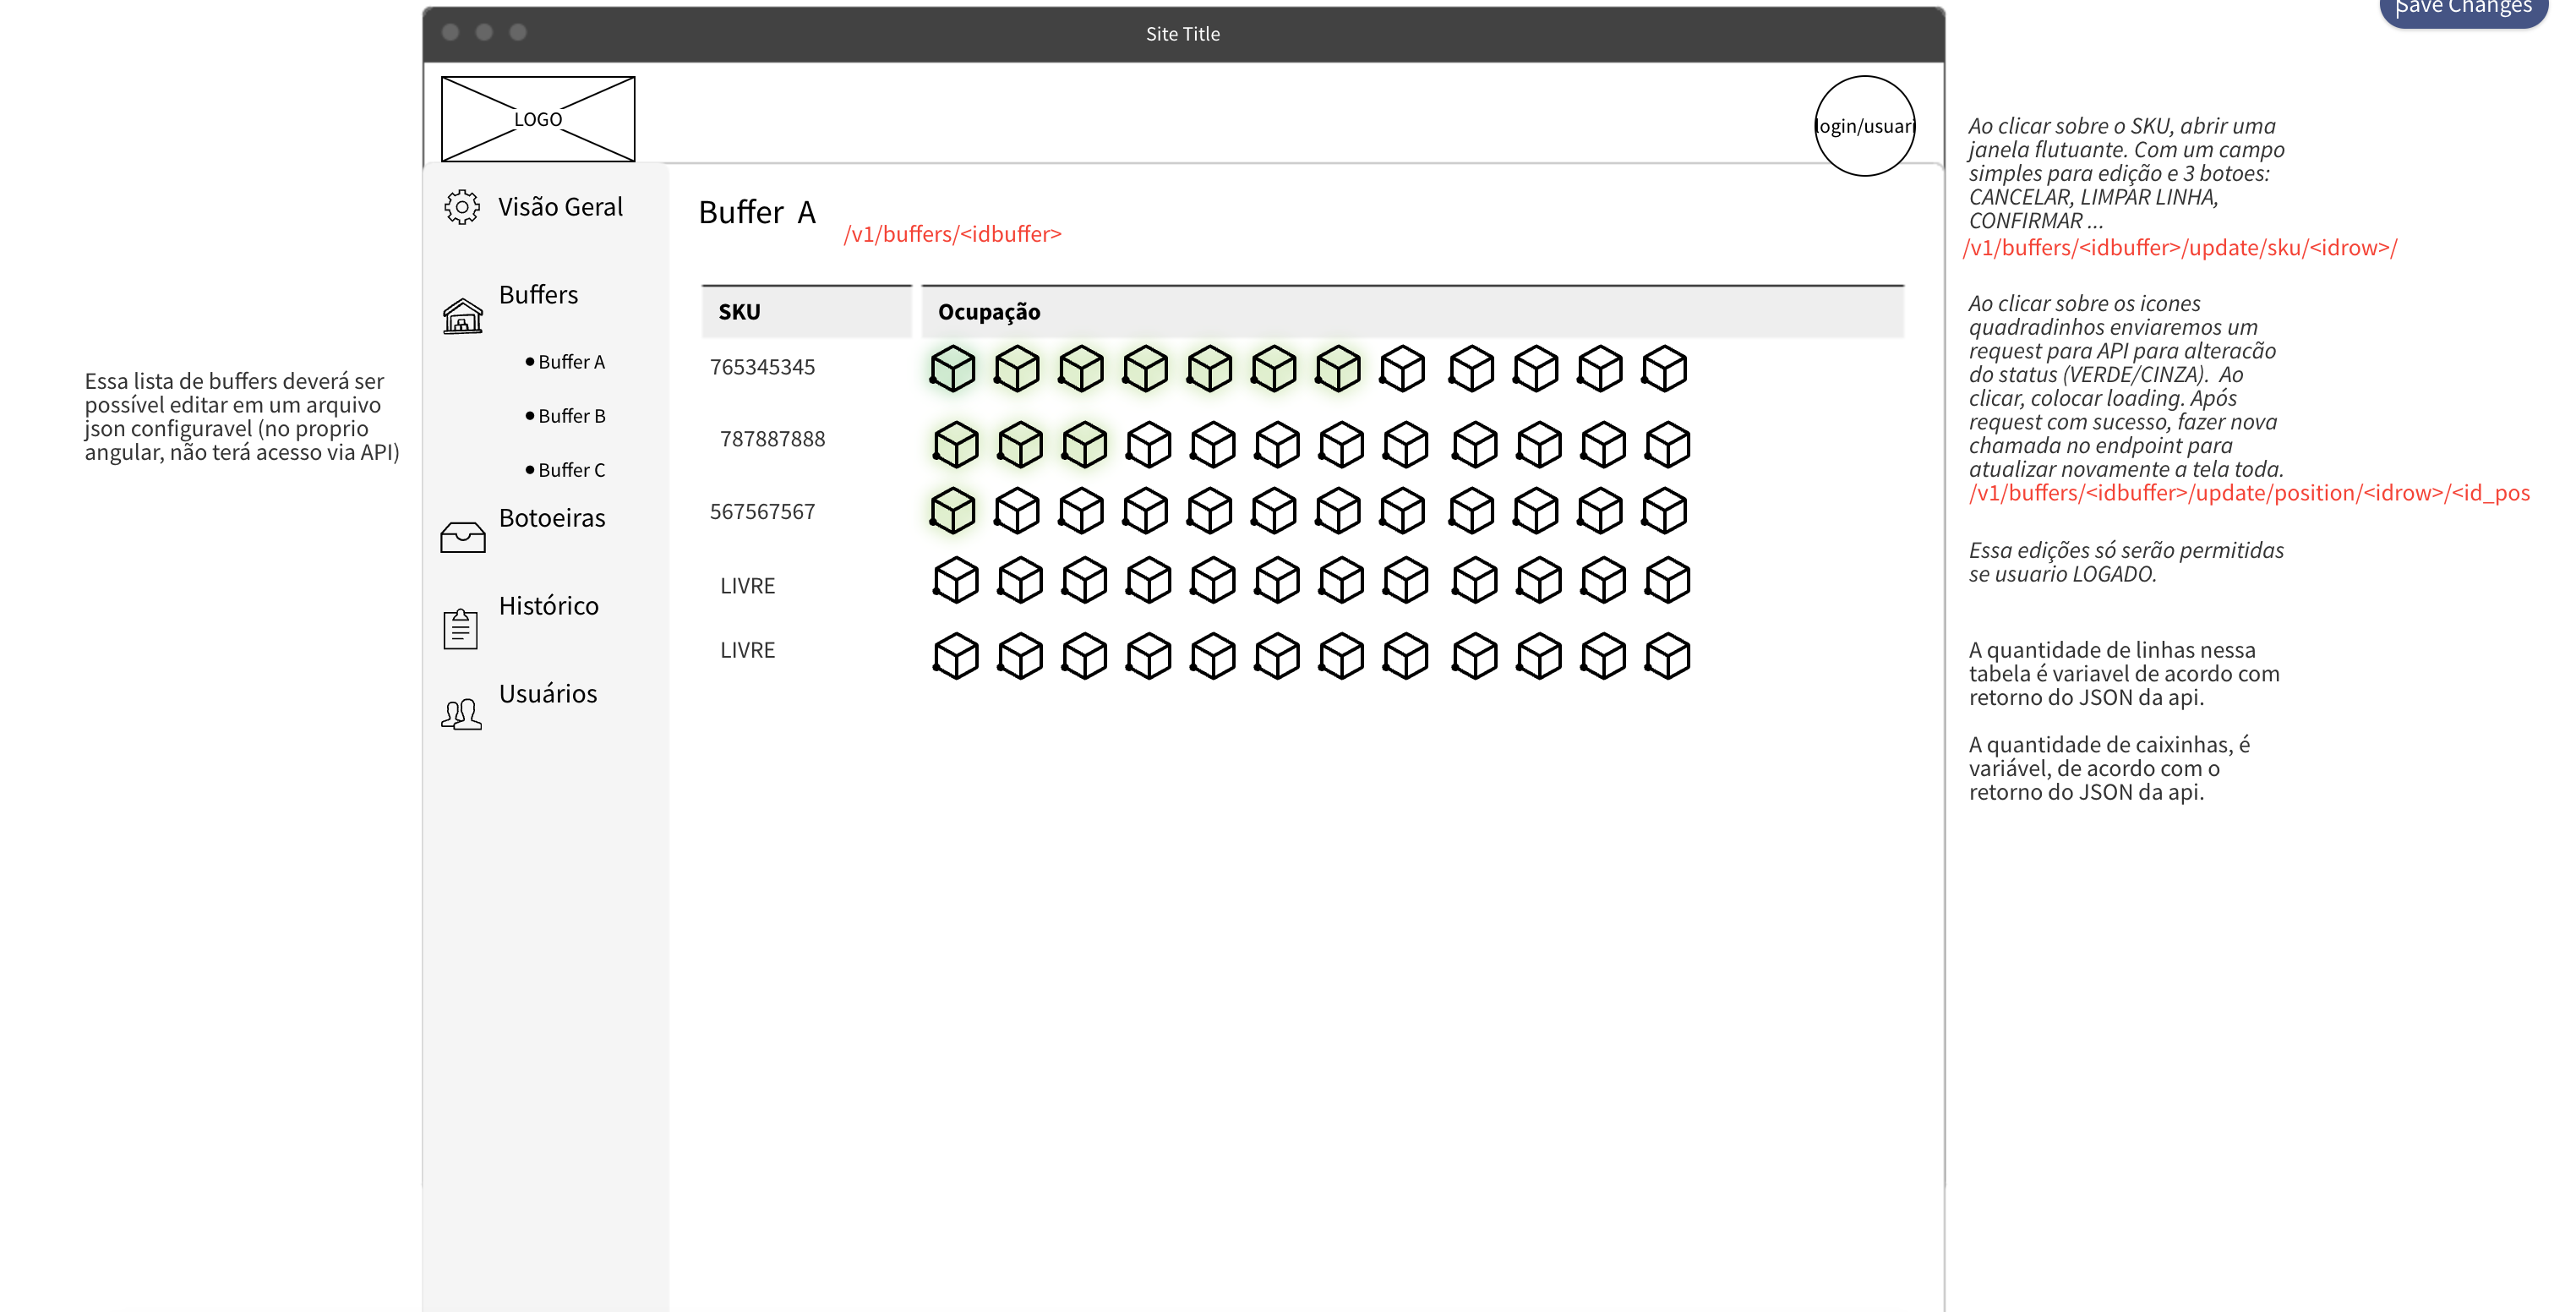 Save Changes
Site Title
LOGO
login/usuari
Visão Geral
Buffers
• Buffer A
• Buffer B
• Buffer C
Botoeiras
Histórico
Usuários
Essa lista de buffers deverá ser
possível editar em um arquivo
json configuravel (no proprio
angular, não terá acesso via API)
Buffer A
/v1/buffers/<idbuffer>
SKU
Ocupação
765345345
787887888
567567567
LIVRE
LIVRE
Ao clicar sobre o SKU, abrir uma
janela flutuante. Com um campo
simples para edição e 3 botoes:
CANCELAR, LIMPAR LINHA,
CONFIRMAR ...
/v1/buffers/<idbuffer>/update/sku/<idrow>/
Ao clicar sobre os icones
quadradinhos enviaremos um
request para API para alteracão
do status (VERDE/CINZA). Ao
clicar, colocar loading. Após
request com sucesso, fazer nova
chamada no endpoint para
atualizar novamente a tela toda.
/v1/buffers/<idbuffer>/update/position/<idrow>/<id_pos
Essa edições só serão permitidas
se usuario LOGADO.
A quantidade de linhas nessa
tabela é variavel de acordo com
retorno do JSON da api.
A quantidade de caixinhas, é
variável, de acordo com o
retorno do JSON da api.